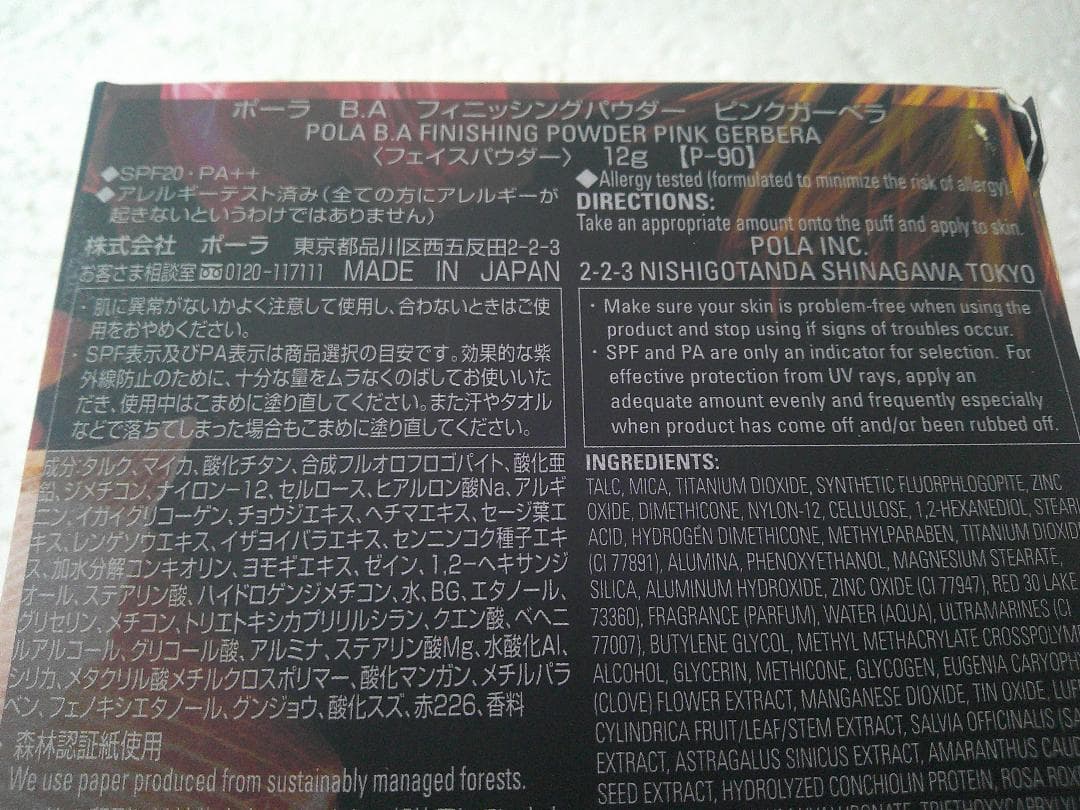 ポーラ B.A フィニッシングパウダー ピンクガーベラ
POLA B.A FINISHING POWDER PINK GERBERA
〈フェイスパウダー〉 12g 【P-90】
◆SPF20・PA++
◆アレルギーテスト済み(全ての方にアレルギーが
起きないというわけではありません)
株式会社 ポーラ 東京都品川区西五反田2-2-3
お客さま相談室 0120-117111 MADE IN JAPAN
◆Allergy tested (formulated to minimize the risk of allergy).
DIRECTIONS:
Take an appropriate amount onto the puff and apply to skin.
POLA INC.
2-2-3 NISHIGOTANDA SHINAGAWA TOKYO
・肌に異常がないかよく注意して使用し、合わないときはご使
用をおやめください。
・SPF表示及びPA表示は商品選択の目安です。効果的な紫
外線防止のために、十分な量をムラなくのばしてお使いいた
だき、使用中はこまめに塗り直してください。また汗やタオル
などで落ちてしまった場合もこまめに塗り直してください。
・Make sure your skin is problem-free when using the
product and stop using if signs of troubles occur.
・SPF and PA are only an indicator for selection. For
effective protection from UV rays, apply an
adequate amount evenly and frequently especially
when product has come off and/or been rubbed off.
成分:タルク、マイカ、酸化チタン、合成フルオロフロゴパイト、酸化亜
鉛、ジメチコン、ナイロン-12、セルロース、ヒアルロン酸Na、アルギ
ニン、イカイクリコーゲン、チョウジエキス、ヘチマエキス、セージ葉エ
キス、レンゲソウエキス、イザヨイバラエキス、センニンコク種子エキ
ス、加水分解コンキオリン、ヨモギエキス、ゼイン、1,2-ヘキサンジ
オール、ステアリン酸、ハイドロゲンジメチコン、水、BG、エタノール、
グリセリン、メチコン、トリエトキシカプリリルシラン、クエン酸、ベヘニ
ルアルコール、グリコール酸、アルミナ、ステアリン酸Mg、水酸化Al、
シリカ、メタクリル酸メチルクロスポリマー、酸化マンガン、メチルパラ
ベン、フェノキシエタノール、グンジョウ、酸化スズ、赤226、香料
森林認証紙使用
We use paper produced from sustainably managed forests.
INGREDIENTS:
TALC, MICA, TITANIUM DIOXIDE, SYNTHETIC FLUORPHLOGOPITE, ZINC
OXIDE, DIMETHICONE, NYLON-12, CELLULOSE, 1,2-HEXANEDIOL, STEARI
ACID, HYDROGEN DIMETHICONE, METHYLPARABEN, TITANIUM DIOXID
(CI 77891), ALUMINA, PHENOXYETHANOL, MAGNESIUM STEARATE,
SILICA, ALUMINUM HYDROXIDE, ZINC OXIDE (CI 77947), RED 30 LAKE
73360), FRAGRANCE (PARFUM), WATER (AQUA), ULTRAMARINES (CI
77007), BUTYLENE GLYCOL, METHYL METHACRYLATE CROSSPOLYM
ALCOHOL, GLYCERIN, METHICONE, GLYCOGEN, EUGENIA CARYOPH
(CLOVE) FLOWER EXTRACT, MANGANESE DIOXIDE, TIN OXIDE, LUFF
CYLINDRICA FRUIT/LEAF/STEM EXTRACT, SALVIA OFFICINALIS (SA
EXTRACT, ASTRAGALUS SINICUS EXTRACT, AMARANTHUS CAUD
SEED EXTRACT, HYDROLYZED CONCHIOLIN PROTEIN, ROSA ROX